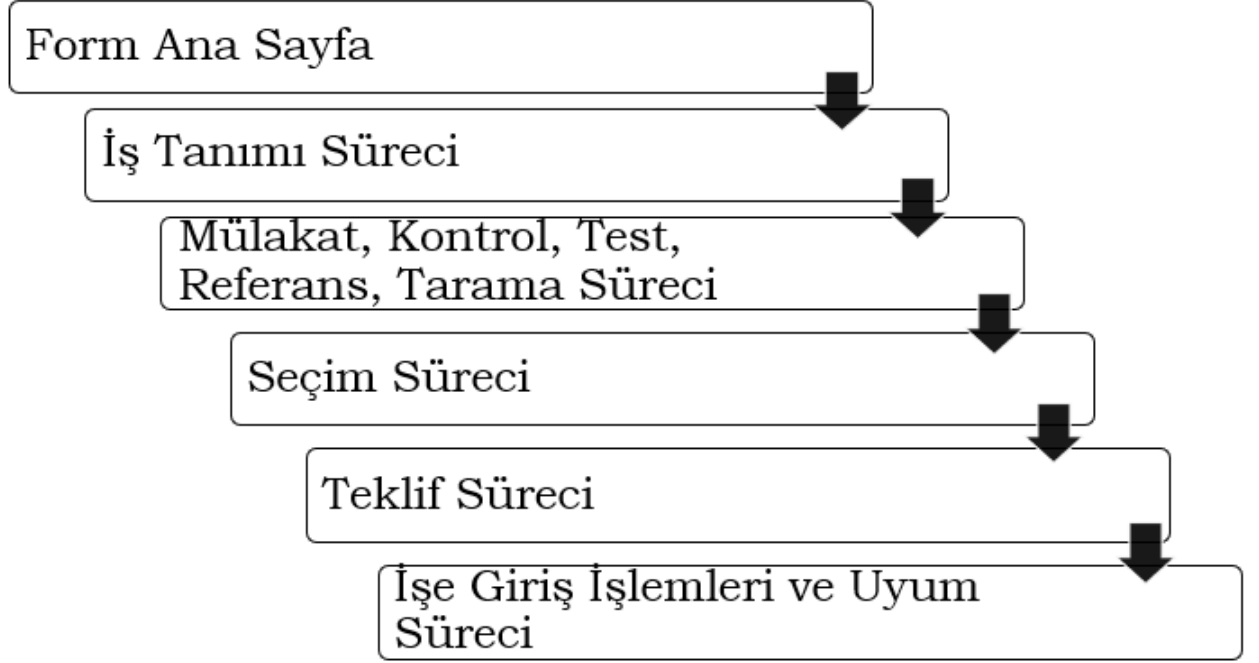 Form Ana Sayfa
İş Tanımı Süreci
Mülakat, Kontrol, Test,
Referans, Tarama Süreci
Seçim Süreci
Teklif Süreci
İşe Giriş İşlemleri ve Uyum
Süreci